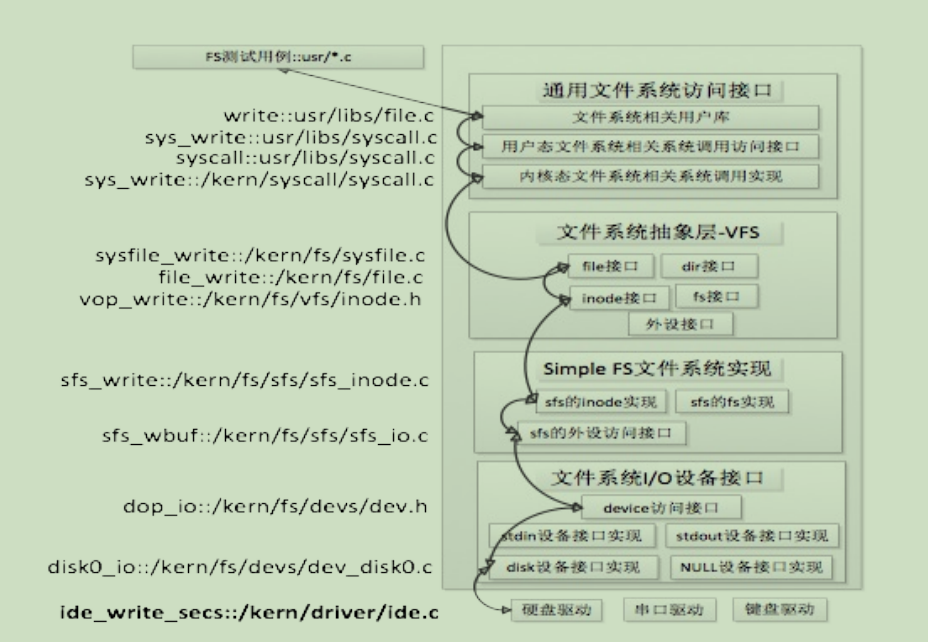 FS测试用例::usr/*.c
通用文件系统访问接口
write::usr/libs/file.c
文件系统相关用户库
sys_write::usr/libs/syscall.c
用户态文件系统相关系统调用访问接口
syscall::usr/libs/syscall.c
sys_write::/kern/syscall/syscall.c
内核态文件系统相关系统调用实现
文件系统抽象层-VFS
sysfile_write::/kern/fs/sysfile.c
file接口
dir接口
file_write::/kern/fs/file.c
vop_write::/kern/fs/vfs/inode.h
inode接口
fs接口
外设接口
Simple FS文件系统实现
sfs_write::/kern/fs/sfs/sfs_inode.c
sfs的inode实现
sfs的fs实现
sfs_wbuf::/kern/fs/sfs/sfs_io.c
sfs的外设访问接口
文件系统I/O设备接口
dop_io::/kern/fs/devs/dev.h
device访问接口
stdin设备接口实现
stdout设备接口实现
disk0_io::/kern/fs/devs/dev_disk0.c
disk设备接口实现
NULL设备接口实现
ide_write_secs::/kern/driver/ide.c
硬盘驱动
串口驱动
键盘驱动